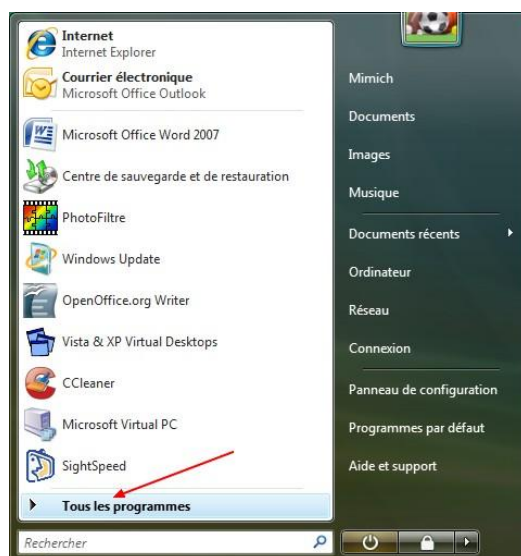 Internet
Internet Explorer
Courrier électronique
Microsoft Office Outlook
Microsoft Office Word 2007
Centre de sauvegarde et de restauration
PhotoFiltre
Windows Update
OpenOffice.org Writer
Vista & XP Virtual Desktops
CCleaner
Microsoft Virtual PC
SightSpeed
Tous les programmes
Rechercher
Mimich
Documents
Images
Musique
Documents récents
Ordinateur
Réseau
Connexion
Panneau de configuration
Programmes par défaut
Aide et support